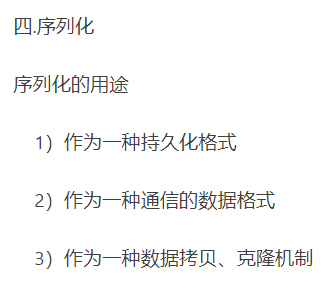 四.序列化
序列化的用途
1）作为一种持久化格式
2）作为一种通信的数据格式
3）作为一种数据拷贝、克隆机制